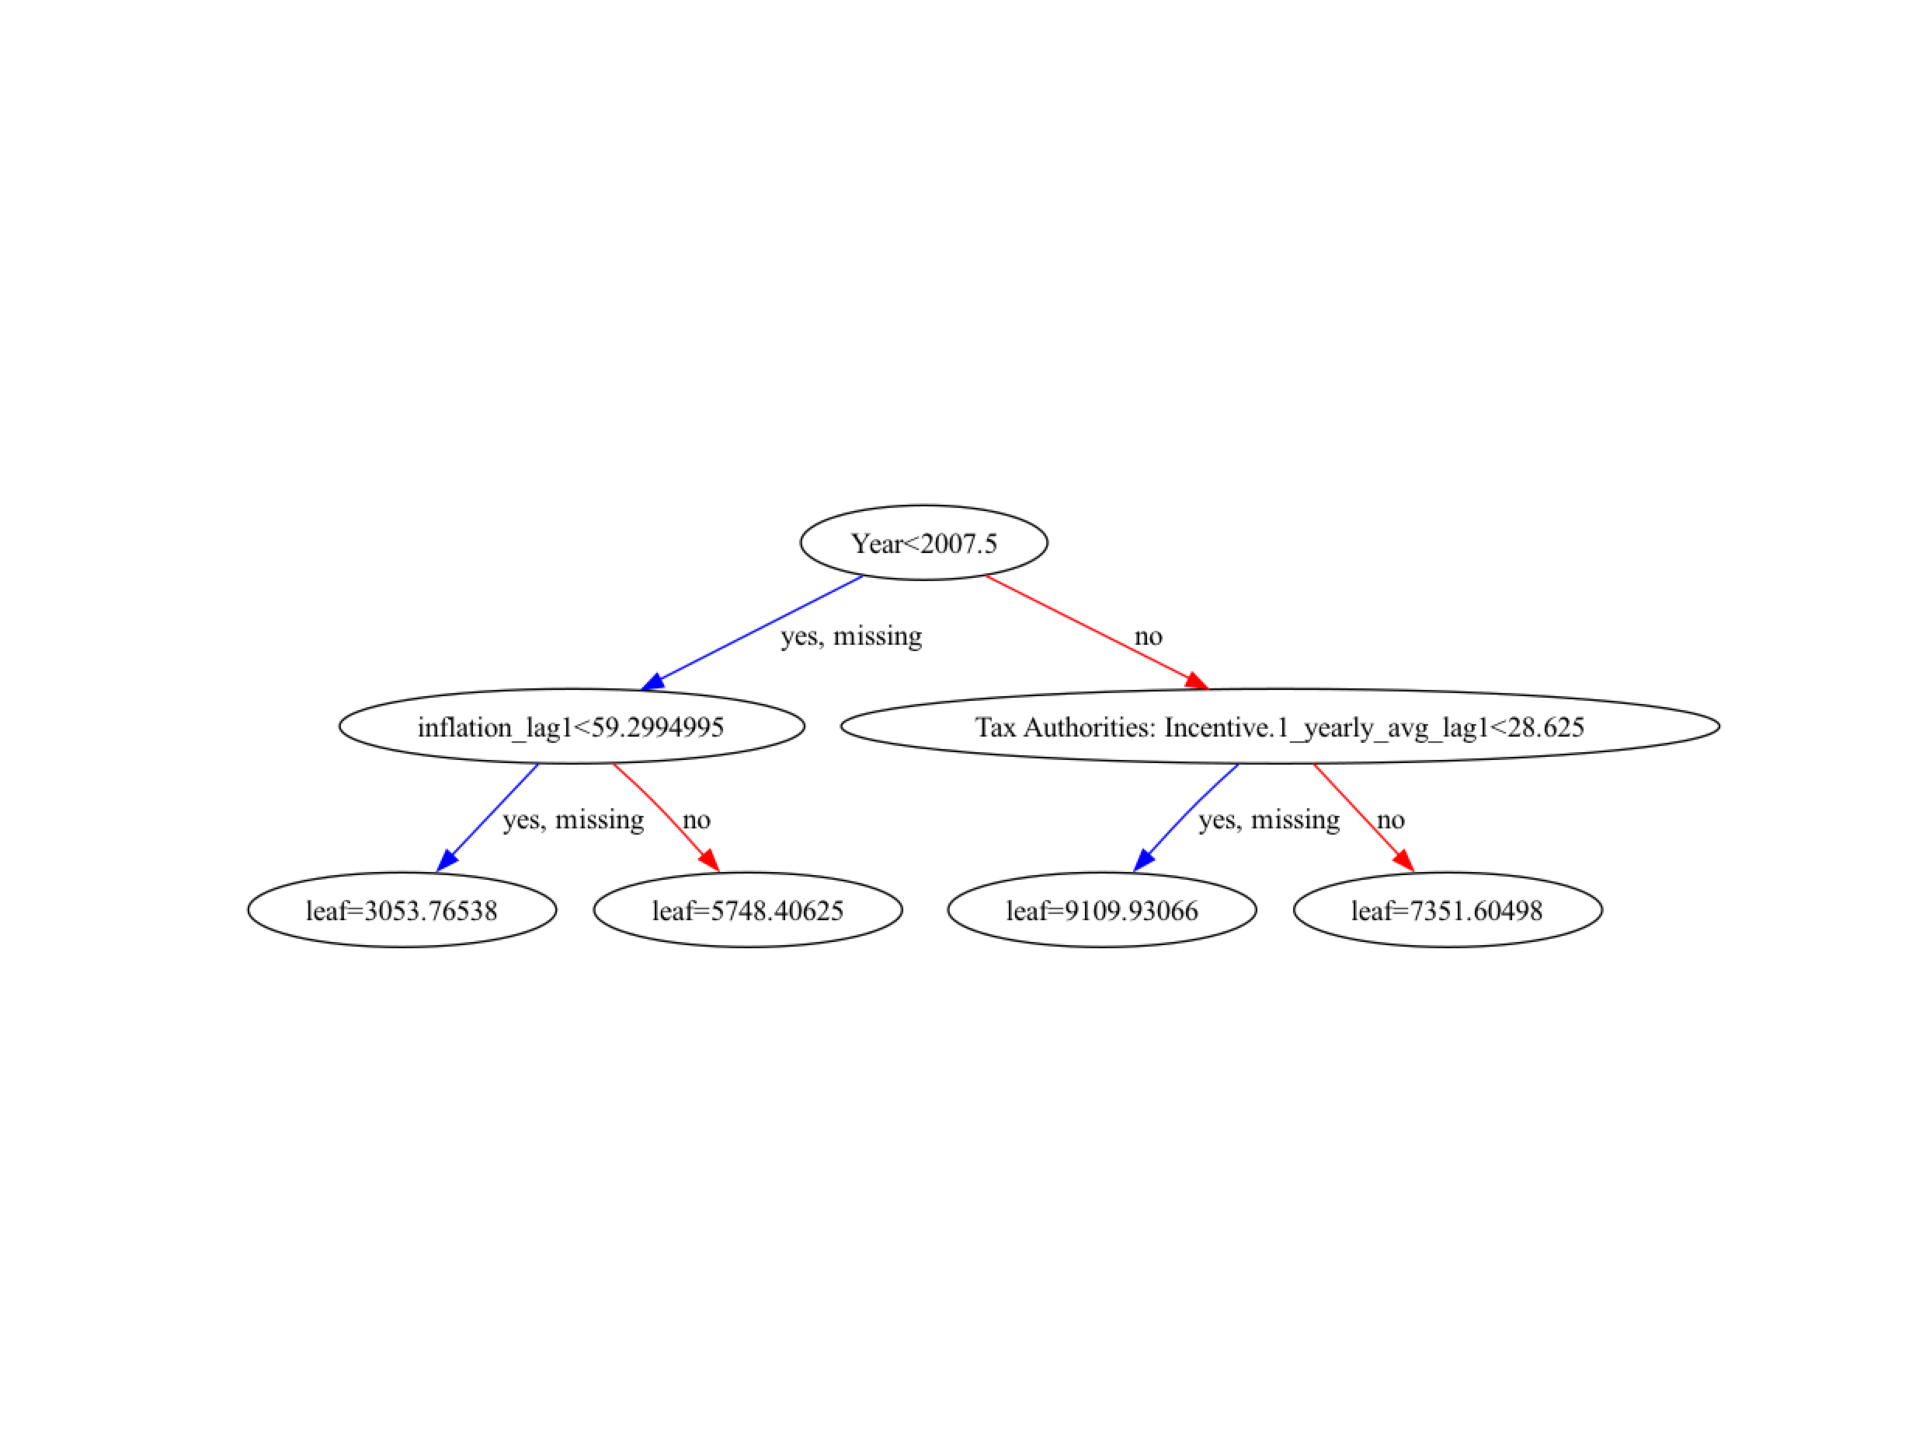 Year<2007.5
yes, missing
no
inflation_lag1<59.2994995
Tax Authorities: Incentive.1_yearly_avg_lag1<28.625
yes, missing
no
yes, missing
no
leaf=3053.76538
leaf=5748.40625
leaf=9109.93066
leaf=7351.60498